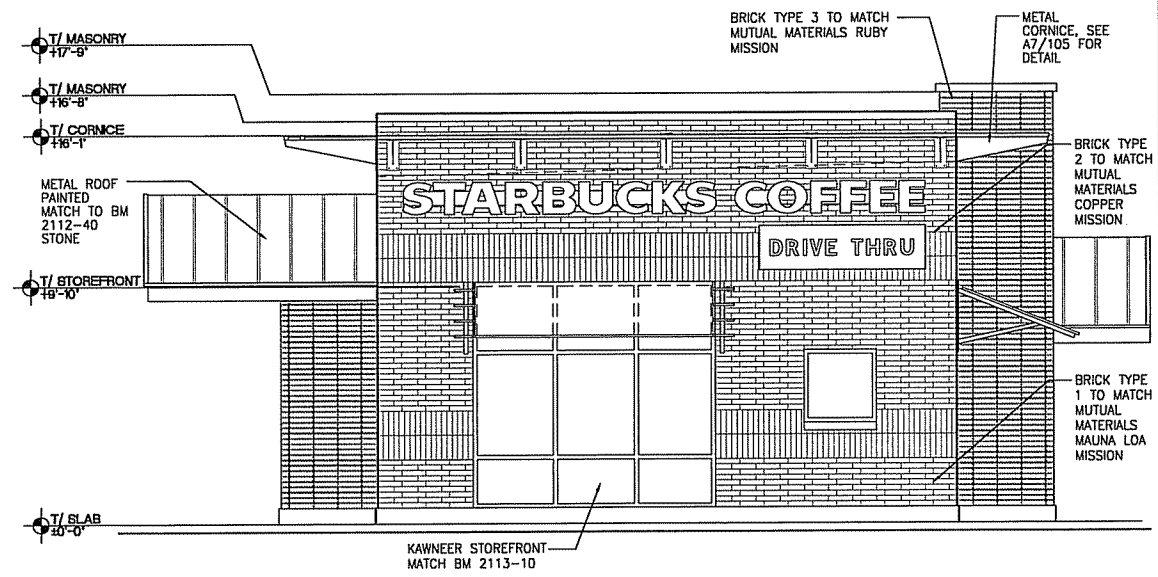 T/ MASONRY
+17'-9"
T/ MASONRY
+16'-8"
T/ CORNICE
+16'-1"
METAL ROOF
PAINTED
MATCH TO BM
2112-40
STONE
T/ STOREFRONT
+9'-10"
T/ SLAB
±0'-0"
BRICK TYPE 3 TO MATCH
MUTUAL MATERIALS RUBY
MISSION
METAL
CORNICE, SEE
A7/105 FOR
DETAIL
BRICK TYPE
2 TO MATCH
MUTUAL
MATERIALS
COPPER
MISSION
STARBUCKS COFFEE
DRIVE THRU
BRICK TYPE
1 TO MATCH
MUTUAL
MATERIALS
MAUNA LOA
MISSION
KAWNEER STOREFRONT
MATCH BM 2113-10